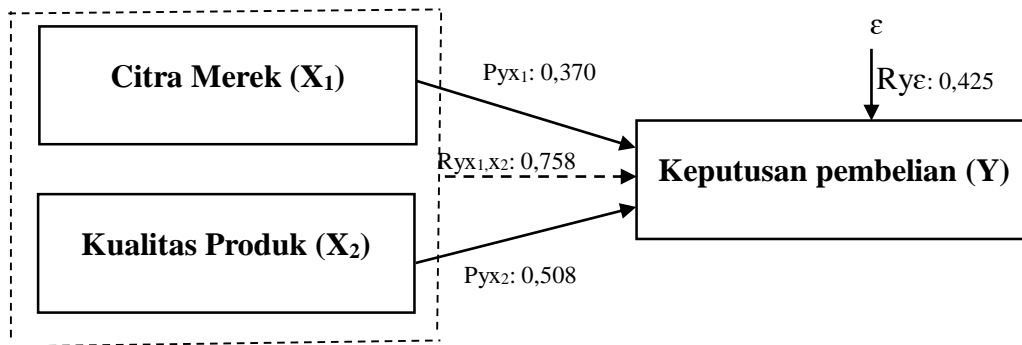 ε
Citra Merek (X₁)
Pyx₁: 0,370
Ryε: 0,425
Ryx₁,x₂: 0,758
Keputusan pembelian (Y)
Kualitas Produk (X₂)
Pyx₂: 0,508